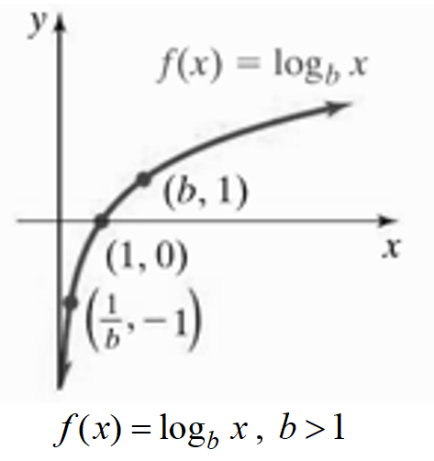 y
f(x) = log_b x
(b, 1)
x
(1, 0)
(1/b, −1)
f(x) = log_b x , b > 1